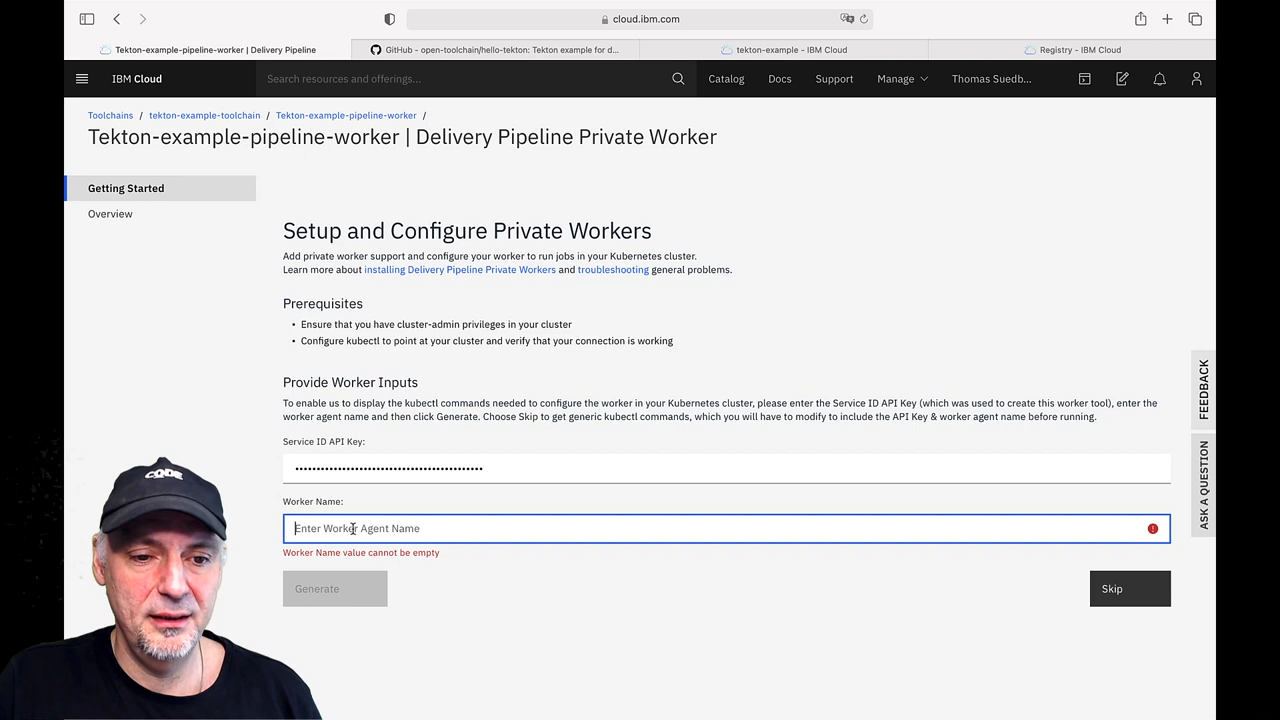 cloud.ibm.com
Tekton-example-pipeline-worker | Delivery Pipeline
GitHub - open-toolchain/hello-tekton: Tekton example for d...
tekton-example - IBM Cloud
Registry - IBM Cloud
IBM Cloud
Search resources and offerings...
Catalog
Docs
Support
Manage
Thomas Suedb...
Toolchains / tekton-example-toolchain / Tekton-example-pipeline-worker /
Tekton-example-pipeline-worker | Delivery Pipeline Private Worker
Getting Started
Overview
Setup and Configure Private Workers
Add private worker support and configure your worker to run jobs in your Kubernetes cluster.
Learn more about installing Delivery Pipeline Private Workers and troubleshooting general problems.
Prerequisites
• Ensure that you have cluster-admin privileges in your cluster
• Configure kubectl to point at your cluster and verify that your connection is working
Provide Worker Inputs
To enable us to display the kubectl commands needed to configure the worker in your Kubernetes cluster, please enter the Service ID API Key (which was used to create this worker tool), enter the
worker agent name and then click Generate. Choose Skip to get generic kubectl commands, which you will have to modify to include the API Key & worker agent name before running.
Service ID API Key:
Worker Name:
Enter Worker Agent Name
Worker Name value cannot be empty
Generate
Skip
FEEDBACK
ASK A QUESTION
CODE